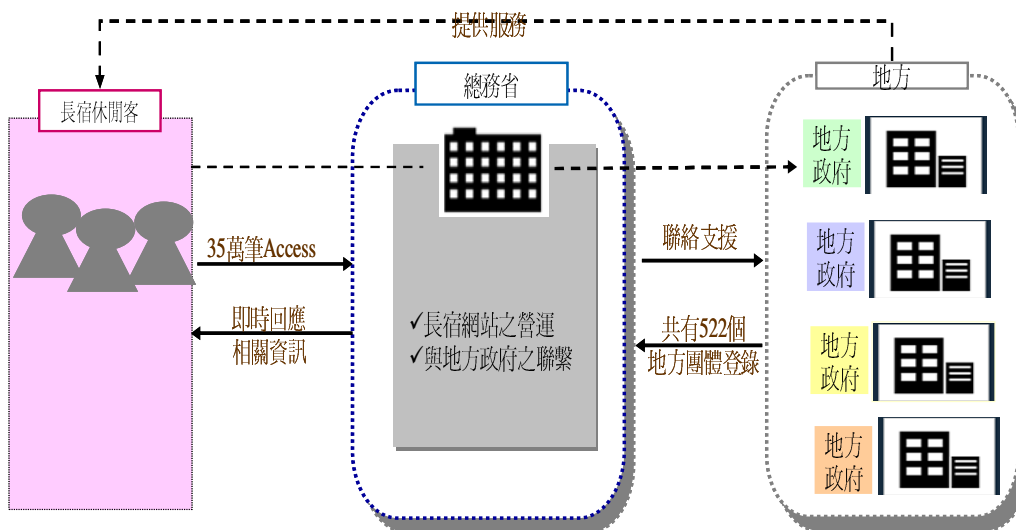 提供服務
長宿休閒客
35萬筆Access
即時回應
相關資訊
總務省
✓長宿網站之營運
✓與地方政府之聯繫
聯絡支援
共有522個
地方團體登錄
地方
地方
政府
地方
政府
地方
政府
地方
政府